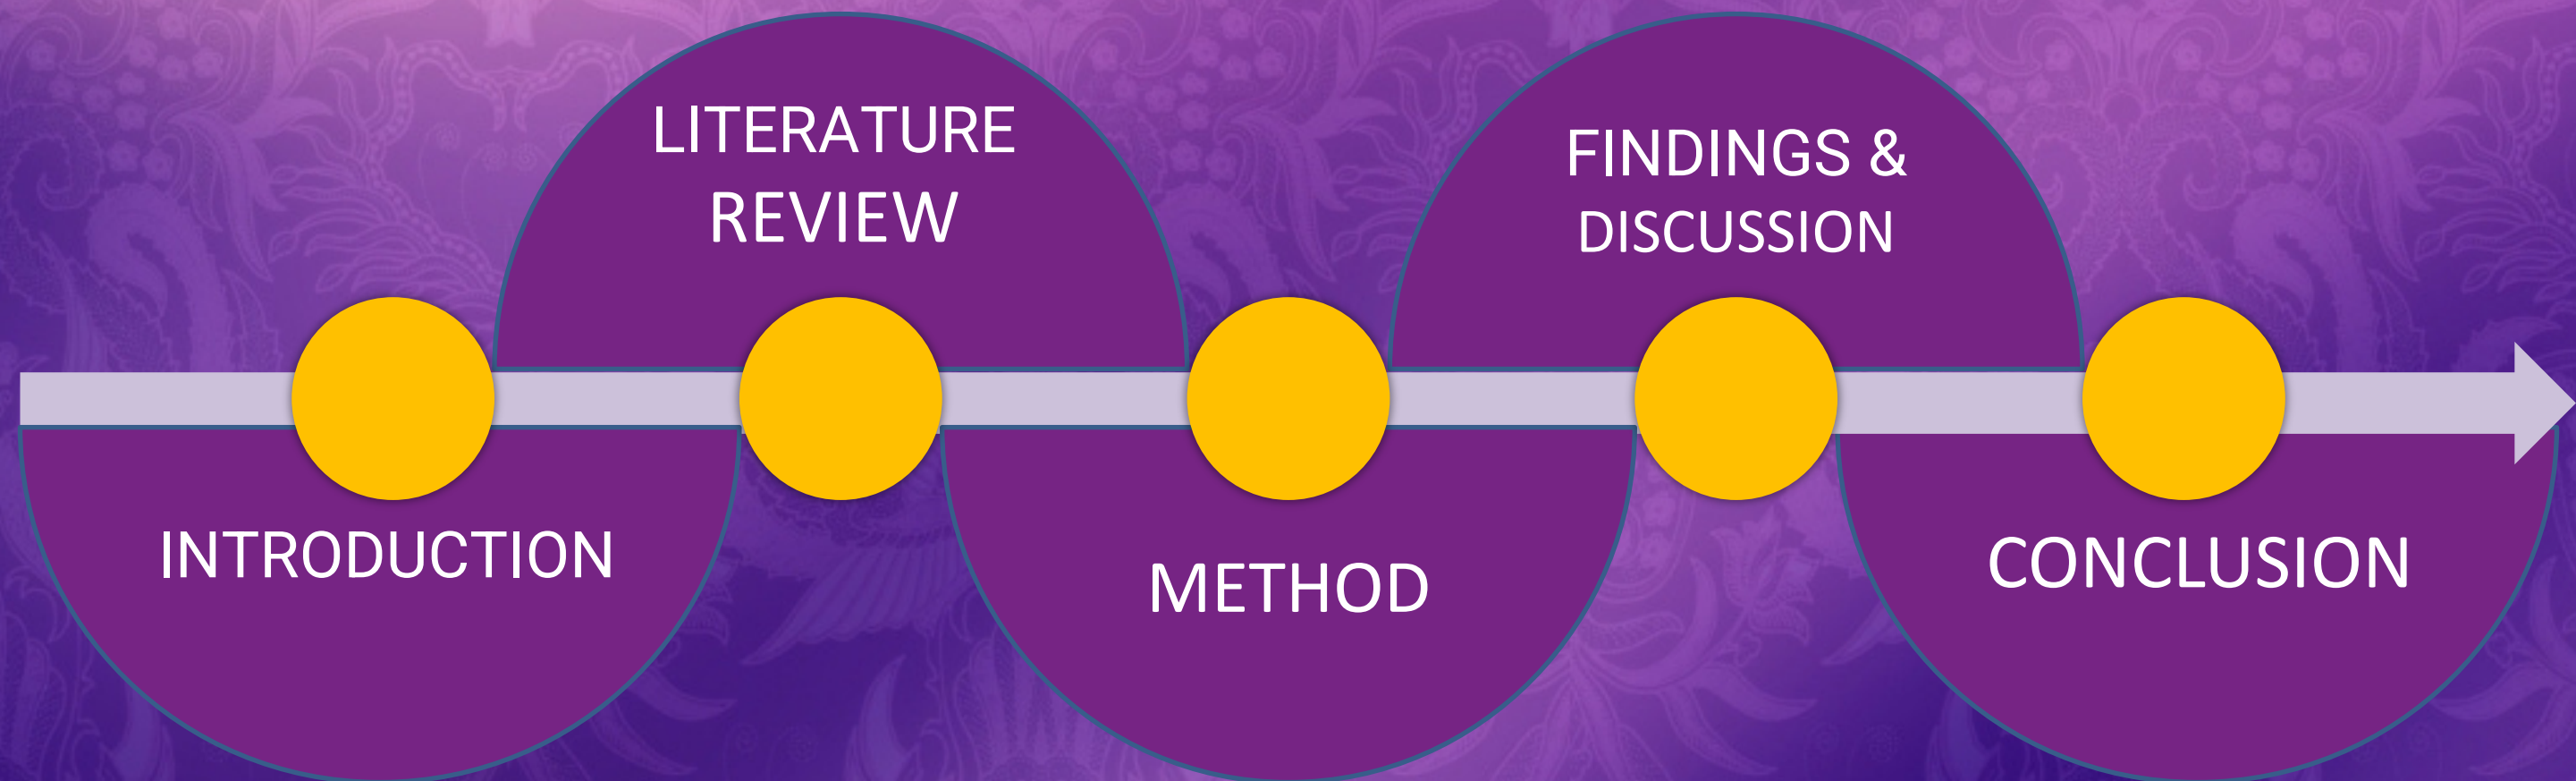 INTRODUCTION
LITERATURE
REVIEW
METHOD
FINDINGS &
DISCUSSION
CONCLUSION